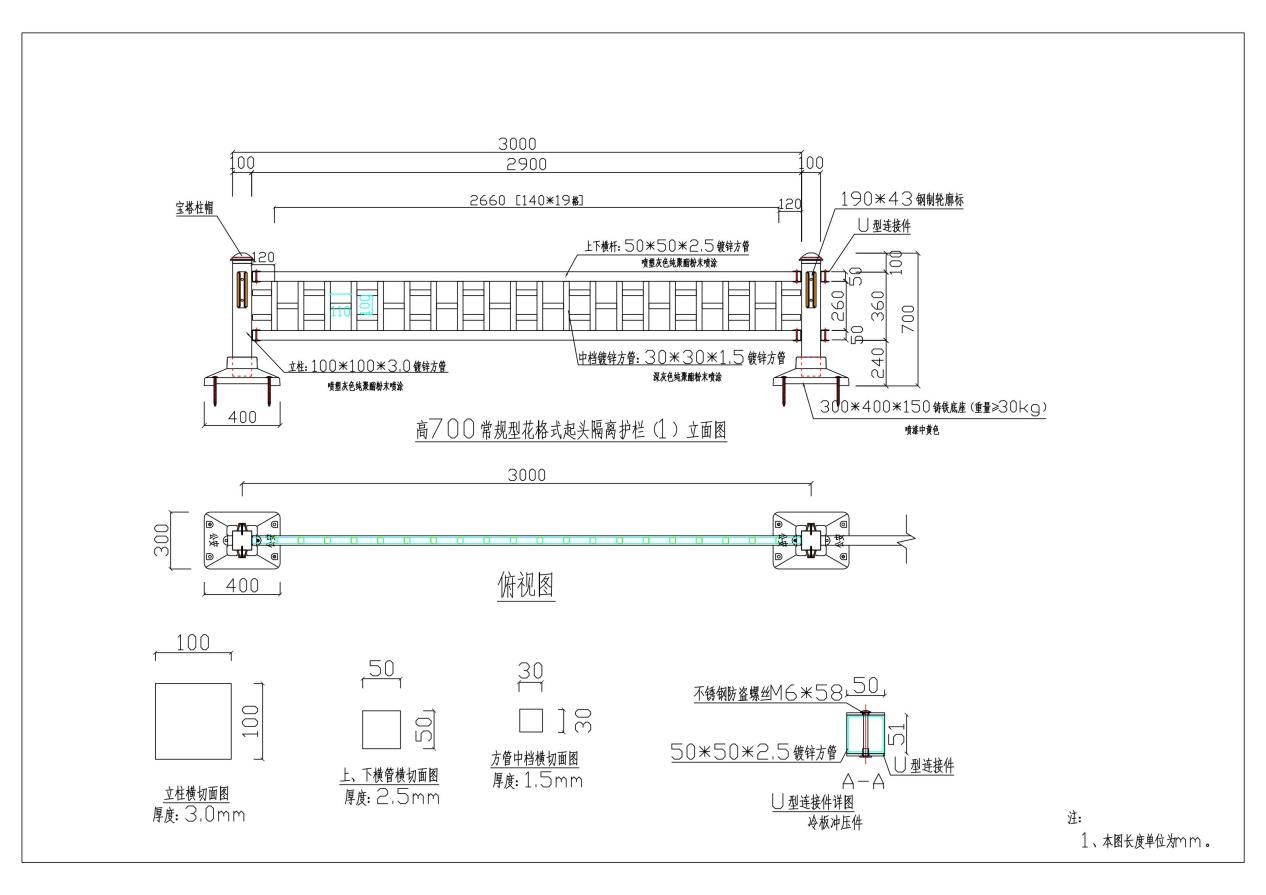 3000
100
2900
100
2660 [140*19格]
120
190*43 钢制轮廓标
宝塔柱帽
U 型连接件
上下横杆: 50*50*2.5 镀锌方管
喷塑灰色纯聚酯粉末喷涂
120
50
100
110
100
260
360
700
50
240
立柱: 100*100*3.0 镀锌方管
喷塑灰色纯聚酯粉末喷涂
中档镀锌方管: 30*30*1.5 镀锌方管
深灰色纯聚酯粉末喷涂
400
300*400*150 铸铁底座 (重量≥30kg)
喷漆中黄色
高700 常规型花格式起头隔离护栏 (1) 立面图
3000
300
公安
公安
公安
公安
400
俯视图
100
100
立柱横切面图
厚度: 3.0mm
50
50
上、下横管横切面图
厚度: 2.5mm
30
30
方管中档横切面图
厚度: 1.5mm
不锈钢防盗螺丝M6*58
50
51
50*50*2.5 镀锌方管
U 型连接件
A-A
U 型连接件详图
冷板冲压件
注:
1、本图长度单位为mm。